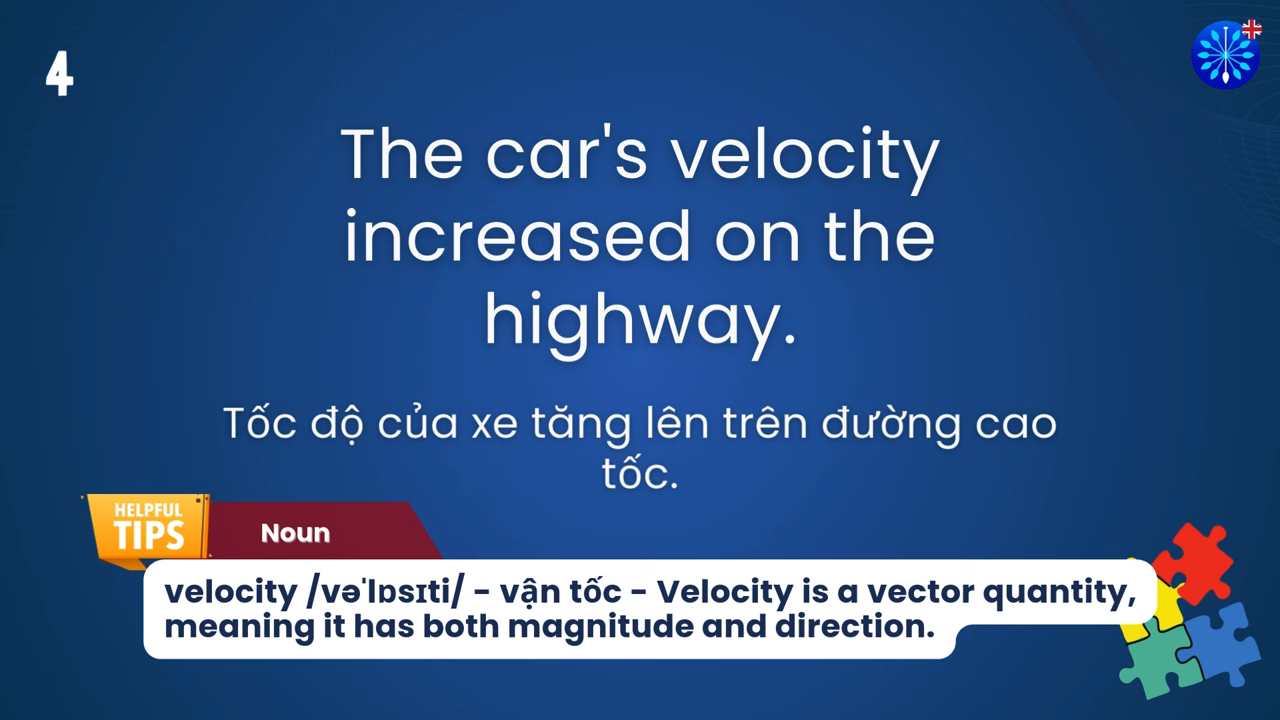 4
The car's velocity
increased on the
highway.
Tốc độ của xe tăng lên trên đường cao
tốc.
HELPFUL
TIPS
Noun
velocity /vəˈlɒsɪti/ - vận tốc - Velocity is a vector quantity,
meaning it has both magnitude and direction.